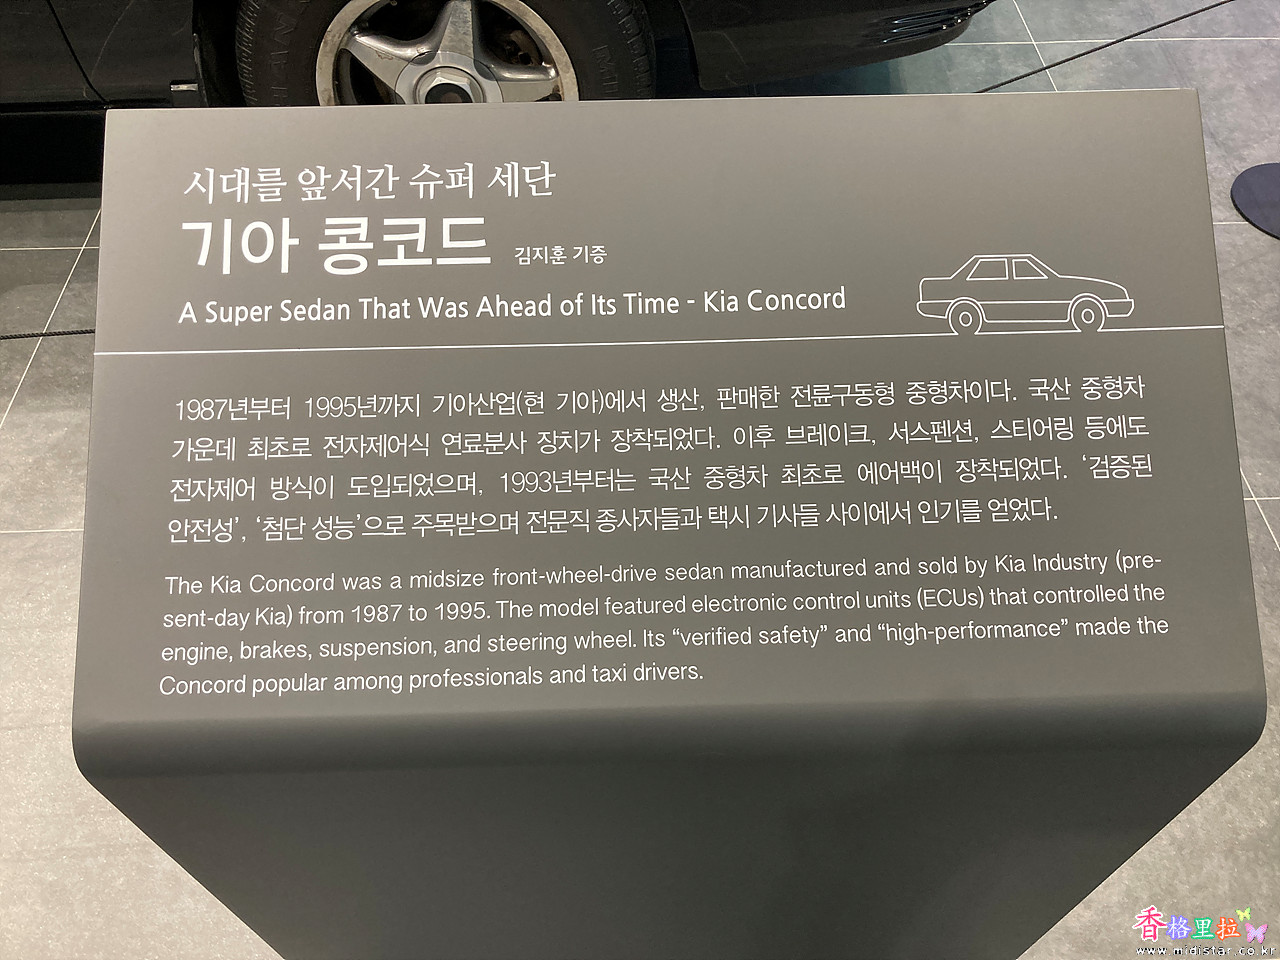 시대를 앞서간 슈퍼 세단
기아 콩코드 김지훈 기증
A Super Sedan That Was Ahead of Its Time - Kia Concord
1987년부터 1995년까지 기아산업(현 기아)에서 생산, 판매한 전륜구동형 중형차이다. 국산 중형차
가운데 최초로 전자제어식 연료분사 장치가 장착되었다. 이후 브레이크, 서스펜션, 스티어링 등에도
전자제어 방식이 도입되었으며, 1993년부터는 국산 중형차 최초로 에어백이 장착되었다. ‘검증된
안전성’, ‘첨단 성능’으로 주목받으며 전문직 종사자들과 택시 기사들 사이에서 인기를 얻었다.
The Kia Concord was a midsize front-wheel-drive sedan manufactured and sold by Kia Industry (pre-
sent-day Kia) from 1987 to 1995. The model featured electronic control units (ECUs) that controlled the
engine, brakes, suspension, and steering wheel. Its “verified safety” and “high-performance” made the
Concord popular among professionals and taxi drivers.
香格里拉
www.midistar.co.kr